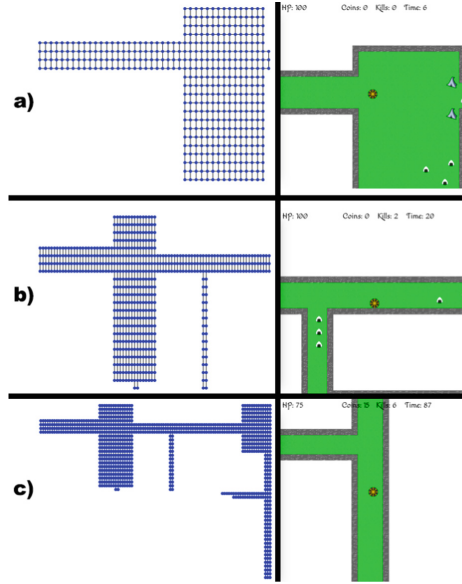 HP: 100 Coins: 0 Kills: 0 Time: 6
a)
HP: 100 Coins: 0 Kills: 2 Time: 20
b)
HP: 75 Coins: 15 Kills: 6 Time: 87
c)